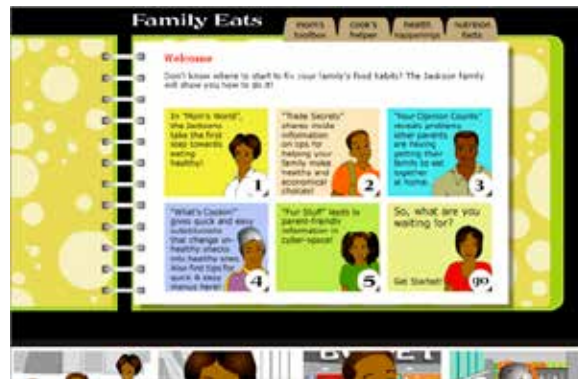 Family Eats
mom's
toolbox
cook's
helper
health
happenings
nutrition
facts
Welcome
Don't know where to start to fix your family's food habits? The Jackson family
will show you how to do it!
In "Mom's World",
the Jacksons
take the first
step towards
eating
healthy!
1
"Trade Secrets"
shares inside
information
on tips for
helping your
family make
healthy and
economical
choices!
2
"Your Opinion Counts"
reveals problems
other parents
are having
getting their
family to eat
together
at home.
3
"What's Cookin'"
gives quick and easy
substitutions
that change un-
healthy snacks
into healthy ones.
Also find tips for
quick & easy
menus here!
4
"Fun Stuff" leads to
parent-friendly
information in
cyber-space!
5
So, what are you
waiting for?
Get Started!
go